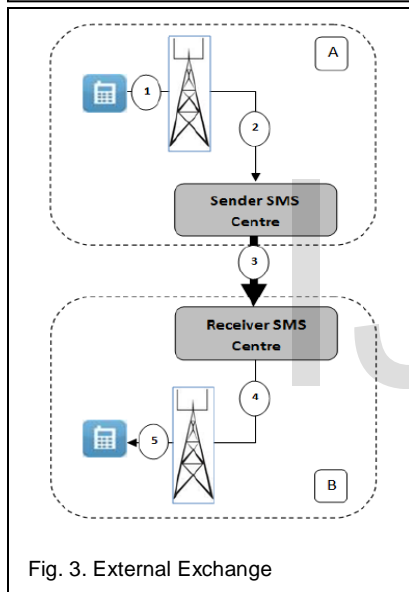 A
1
2
Sender SMS
Centre
3
Receiver SMS
Centre
4
5
B
Fig. 3. External Exchange